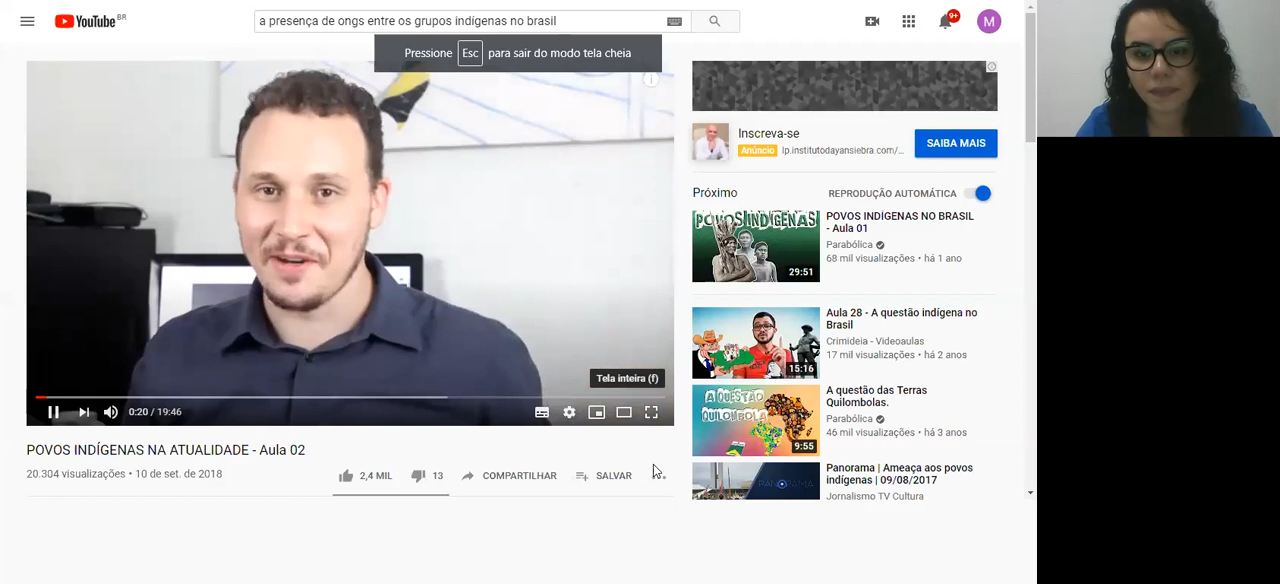 YouTube BR
a presença de ongs entre os grupos indígenas no brasil
9+
M
Pressione Esc para sair do modo tela cheia
Inscreva-se
Anúncio lp.institutodayansiebra.com/...
SAIBA MAIS
Próximo
REPRODUÇÃO AUTOMÁTICA
POVOS INDÍGENAS
29:51
POVOS INDÍGENAS NO BRASIL
- Aula 01
Parabólica
68 mil visualizações • há 1 ano
15:16
Aula 28 - A questão indígena no
Brasil
Crimideia - Videoaulas
17 mil visualizações • há 2 anos
A QUESTÃO
QUILOMBOLA
9:55
A questão das Terras
Quilombolas.
Parabólica
46 mil visualizações • há 3 anos
Panorama | Ameaça aos povos
indígenas | 09/08/2017
Jornalismo TV Cultura
Tela inteira (f)
0:20 / 19:46
POVOS INDÍGENAS NA ATUALIDADE - Aula 02
20.304 visualizações • 10 de set. de 2018
2,4 MIL
13
COMPARTILHAR
SALVAR